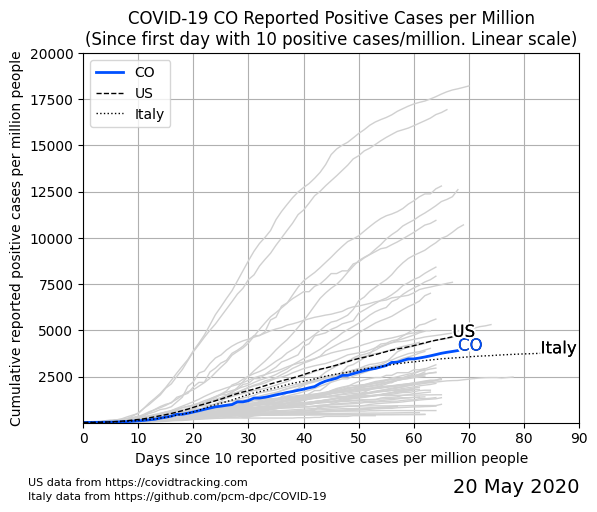 COVID-19 CO Reported Positive Cases per Million
(Since first day with 10 positive cases/million. Linear scale)
Cumulative reported positive cases per million people
20000
17500
15000
12500
10000
7500
5000
2500
CO
US
Italy
US
CO
Italy
0 10 20 30 40 50 60 70 80 90
Days since 10 reported positive cases per million people
US data from https://covidtracking.com
Italy data from https://github.com/pcm-dpc/COVID-19
20 May 2020